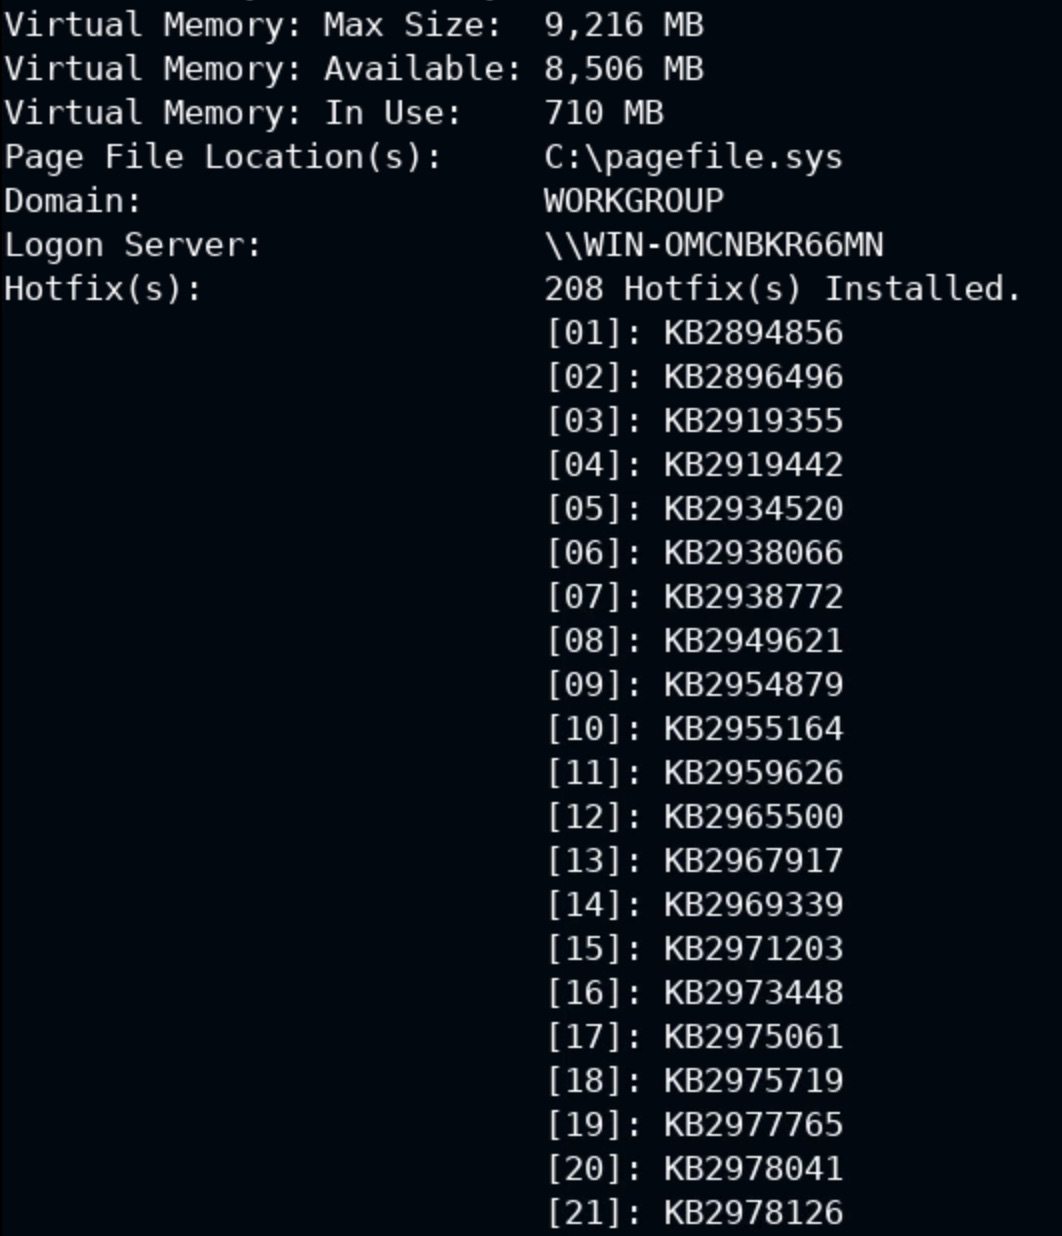 Virtual Memory: Max Size:  9,216 MB
Virtual Memory: Available: 8,506 MB
Virtual Memory: In Use:    710 MB
Page File Location(s):     C:\pagefile.sys
Domain:                    WORKGROUP
Logon Server:              \\WIN-OMCNBKR66MN
Hotfix(s):                 208 Hotfix(s) Installed.
                           [01]: KB2894856
                           [02]: KB2896496
                           [03]: KB2919355
                           [04]: KB2919442
                           [05]: KB2934520
                           [06]: KB2938066
                           [07]: KB2938772
                           [08]: KB2949621
                           [09]: KB2954879
                           [10]: KB2955164
                           [11]: KB2959626
                           [12]: KB2965500
                           [13]: KB2967917
                           [14]: KB2969339
                           [15]: KB2971203
                           [16]: KB2973448
                           [17]: KB2975061
                           [18]: KB2975719
                           [19]: KB2977765
                           [20]: KB2978041
                           [21]: KB2978126